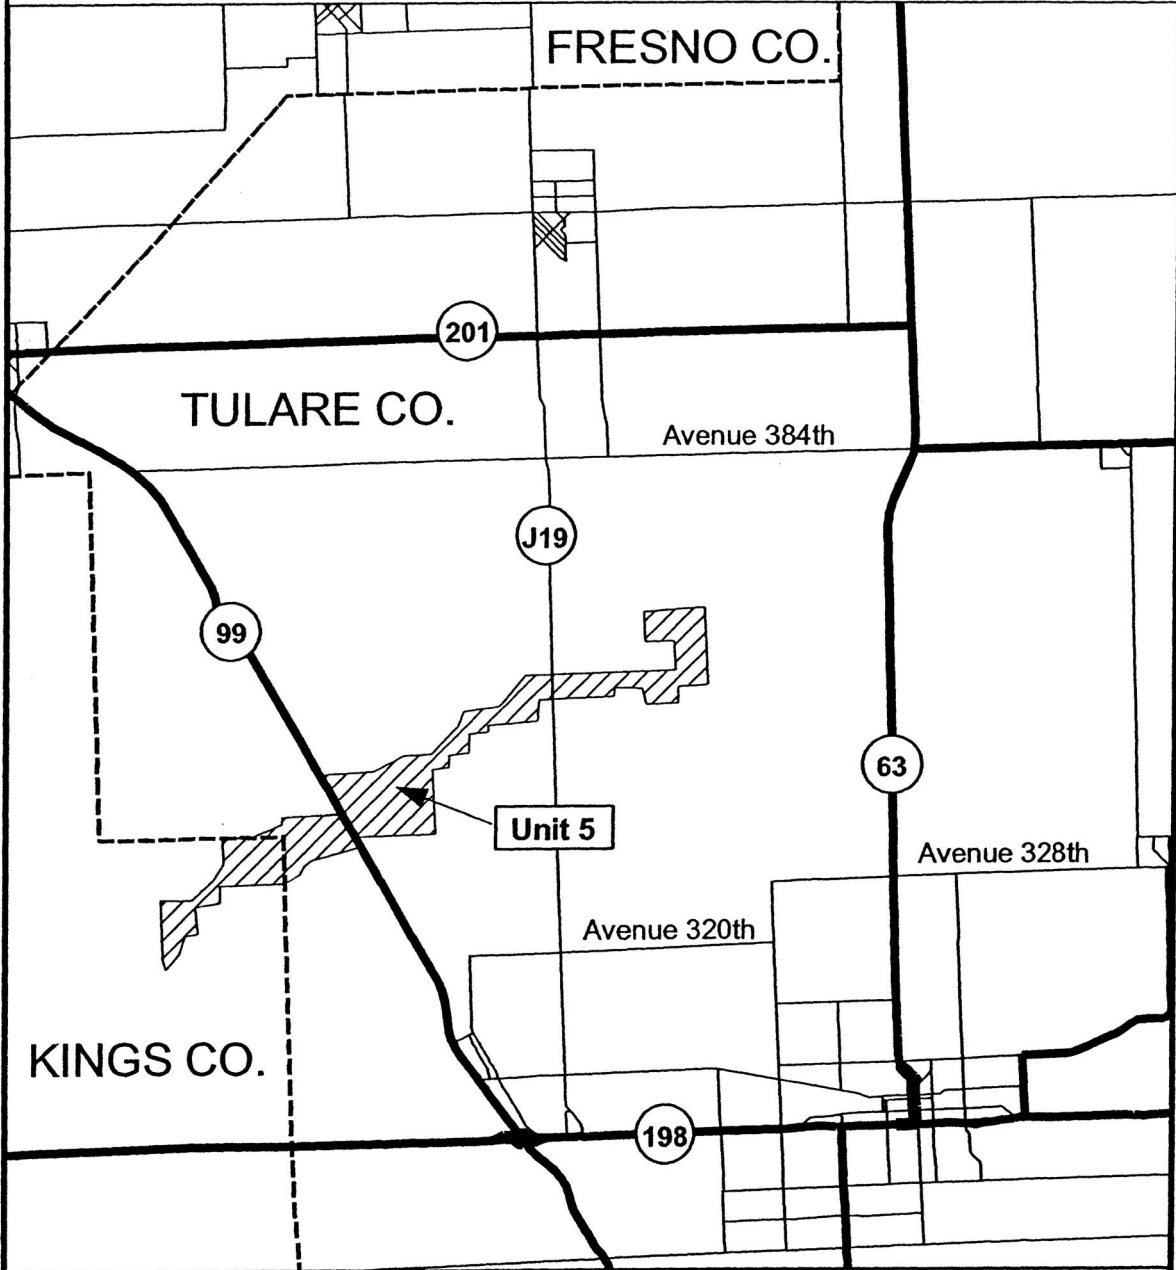 FRESNO CO.
201
TULARE CO.
Avenue 384th
J19
99
63
Unit 5
Avenue 328th
Avenue 320th
KINGS CO.
198